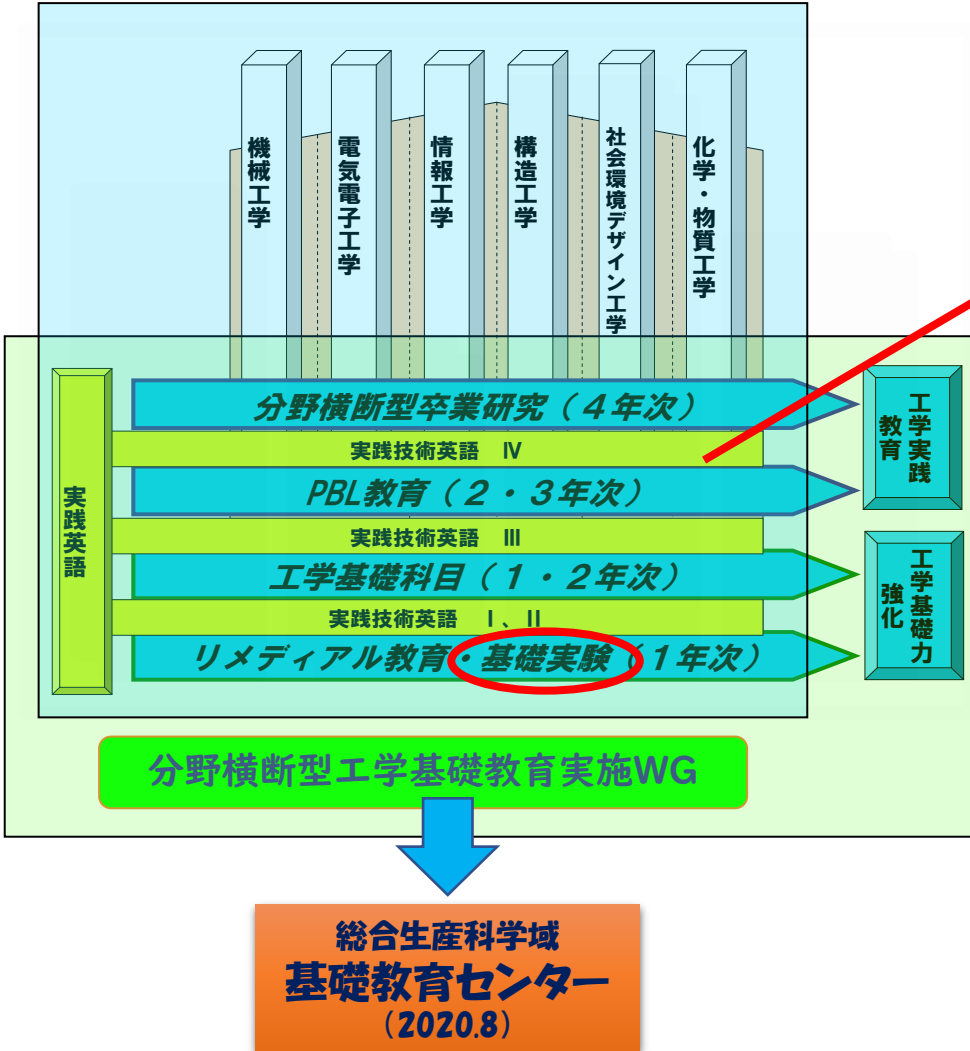 機械工学
電気電子工学
情報工学
構造工学
社会環境デザイン工学
化学・物質工学
分野横断型卒業研究（４年次）
実践技術英語　Ⅳ
PBL教育（２・３年次）
実践技術英語　Ⅲ
工学基礎科目（１・２年次）
実践技術英語　Ⅰ、Ⅱ
リメディアル教育・基礎実験（１年次）
実践英語
工学実践
教育
工学基礎力
強化
分野横断型工学基礎教育実施WG
総合生産科学域
基礎教育センター
（2020.8）